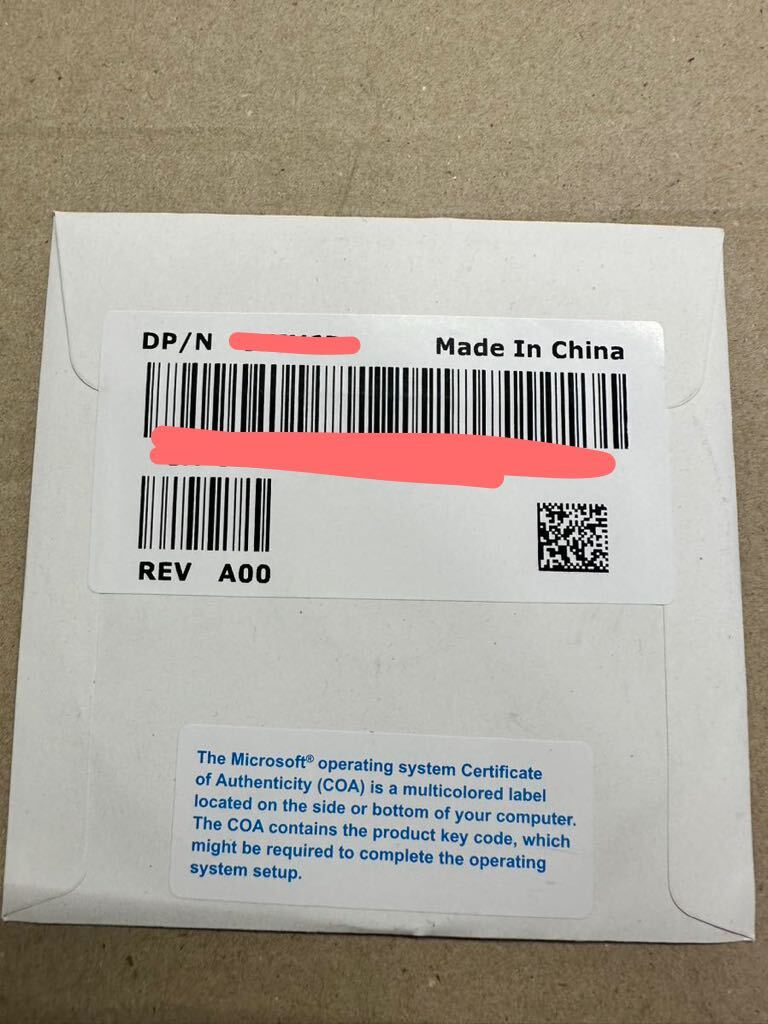 DP/N
Made In China
REV A00
The Microsoft® operating system Certificate
of Authenticity (COA) is a multicolored label
located on the side or bottom of your computer.
The COA contains the product key code, which
might be required to complete the operating
system setup.